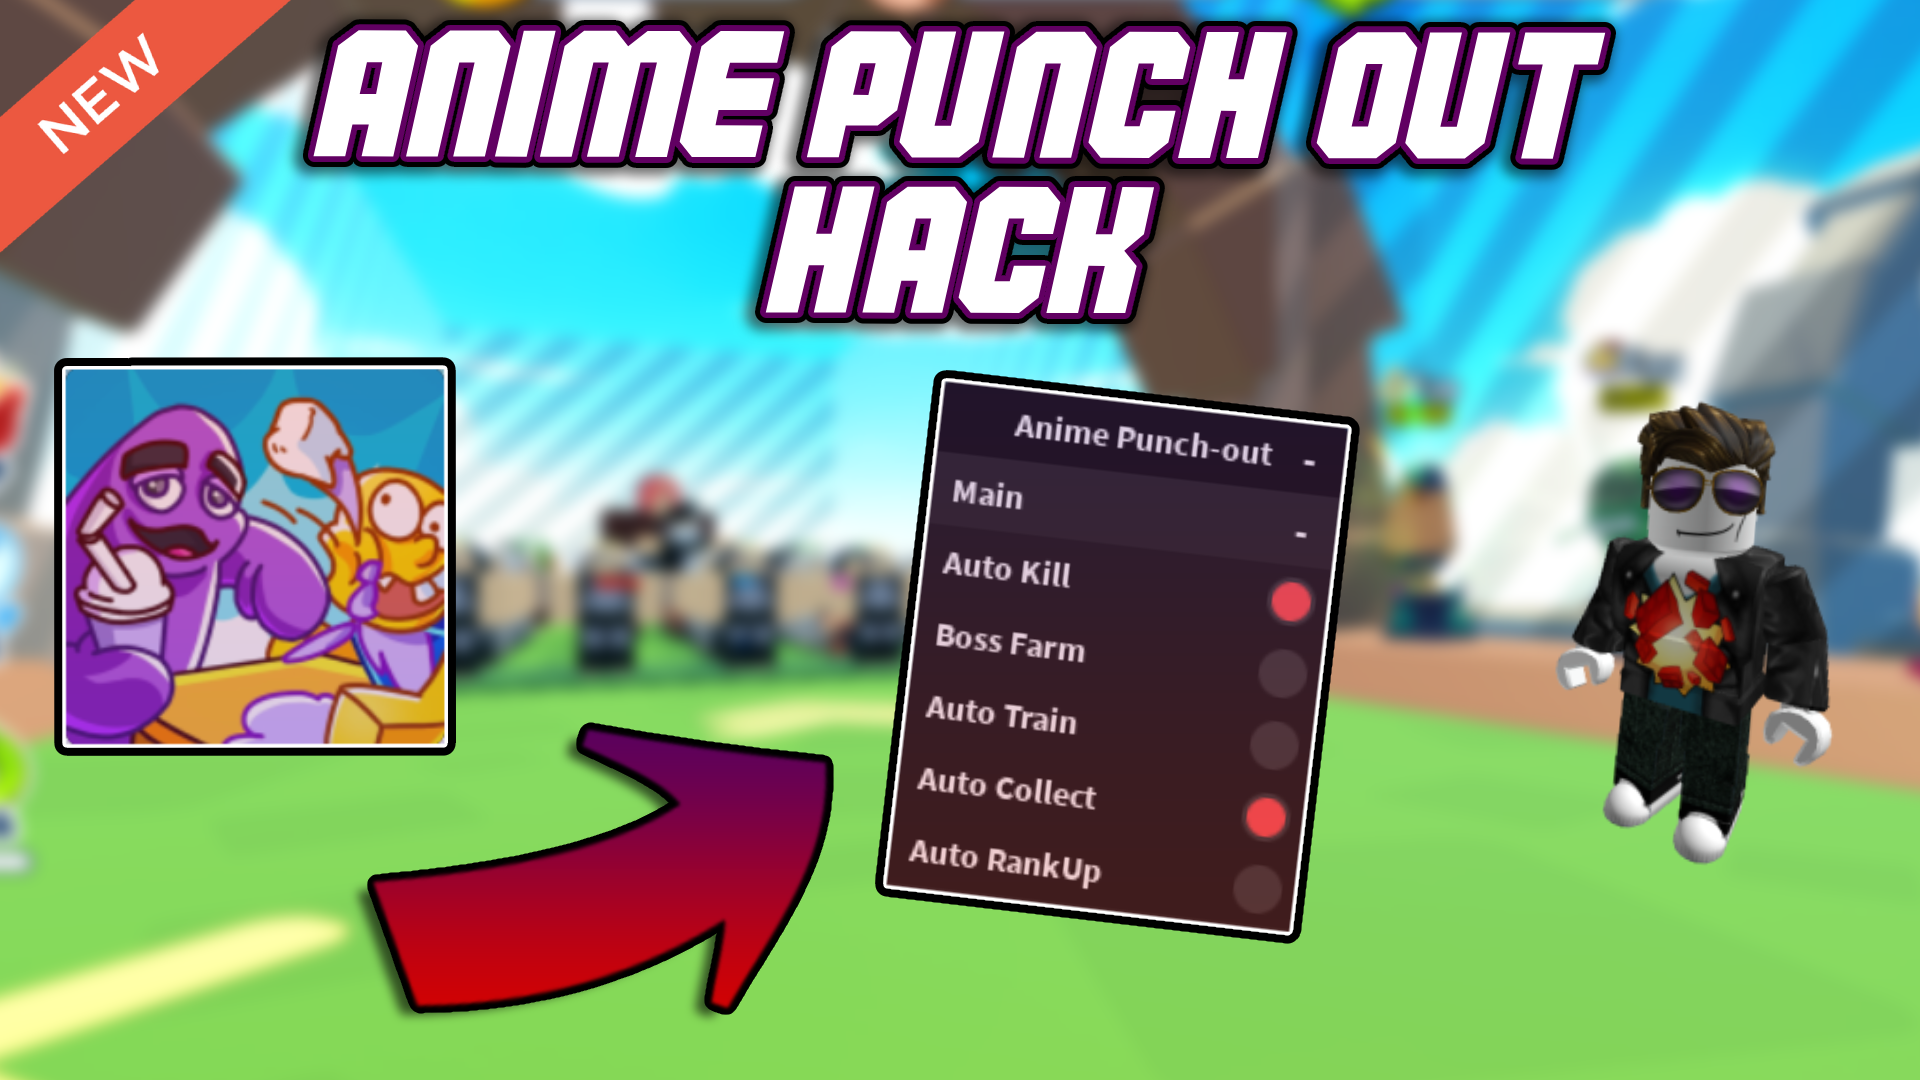 NEW
ANIME PUNCH OUT
HACK
Anime Punch-out -
Main -
Auto Kill
Boss Farm
Auto Train
Auto Collect
Auto RankUp